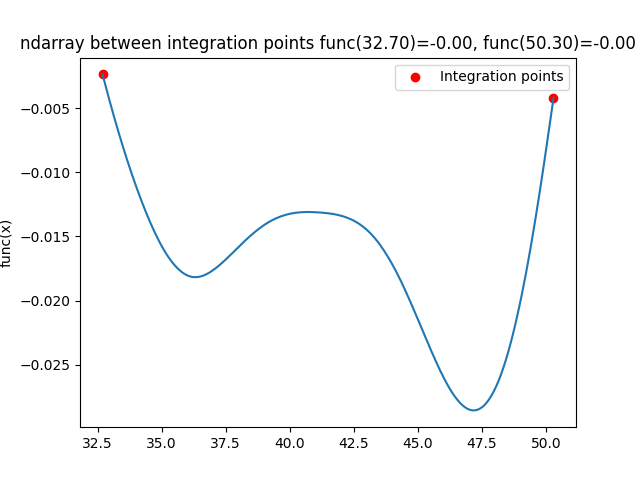 ndarray between integration points func(32.70)=-0.00, func(50.30)=-0.00
Integration points
−0.005
−0.010
−0.015
−0.020
−0.025
func(x)
32.5 35.0 37.5 40.0 42.5 45.0 47.5 50.0